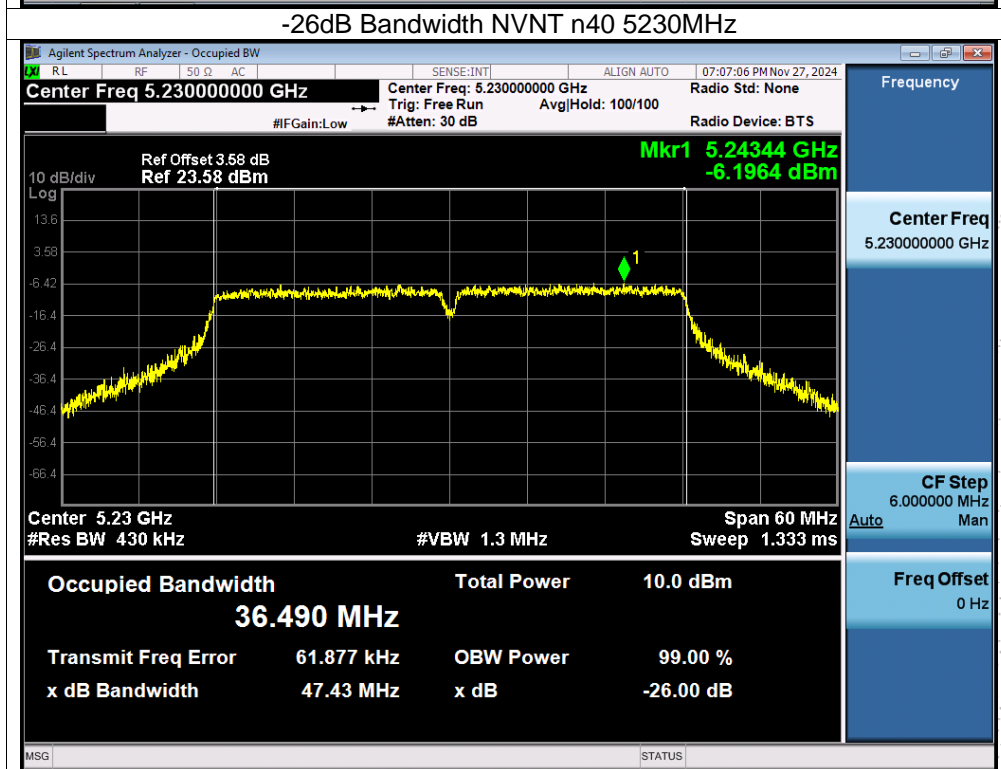 -26dB Bandwidth NVNT n40 5230MHz
Agilent Spectrum Analyzer - Occupied BW
LXI RL RF 50 Ω AC SENSE:INT ALIGN AUTO 07:07:06 PM Nov 27, 2024
Center Freq 5.230000000 GHz
Center Freq: 5.230000000 GHz
Radio Std: None
Trig: Free Run Avg|Hold: 100/100
#IFGain:Low #Atten: 30 dB Radio Device: BTS
Frequency
Mkr1 5.24344 GHz
-6.1964 dBm
Ref Offset 3.58 dB
10 dB/div Ref 23.58 dBm
Log
13.6
3.58
-6.42
-16.4
-26.4
-36.4
-46.4
-56.4
-66.4
1
Center 5.23 GHz Span 60 MHz
#Res BW 430 kHz #VBW 1.3 MHz Sweep 1.333 ms
Center Freq
5.230000000 GHz
CF Step
6.000000 MHz
Auto Man
Freq Offset
0 Hz
Occupied Bandwidth Total Power 10.0 dBm
36.490 MHz
Transmit Freq Error 61.877 kHz OBW Power 99.00 %
x dB Bandwidth 47.43 MHz x dB -26.00 dB
MSG STATUS